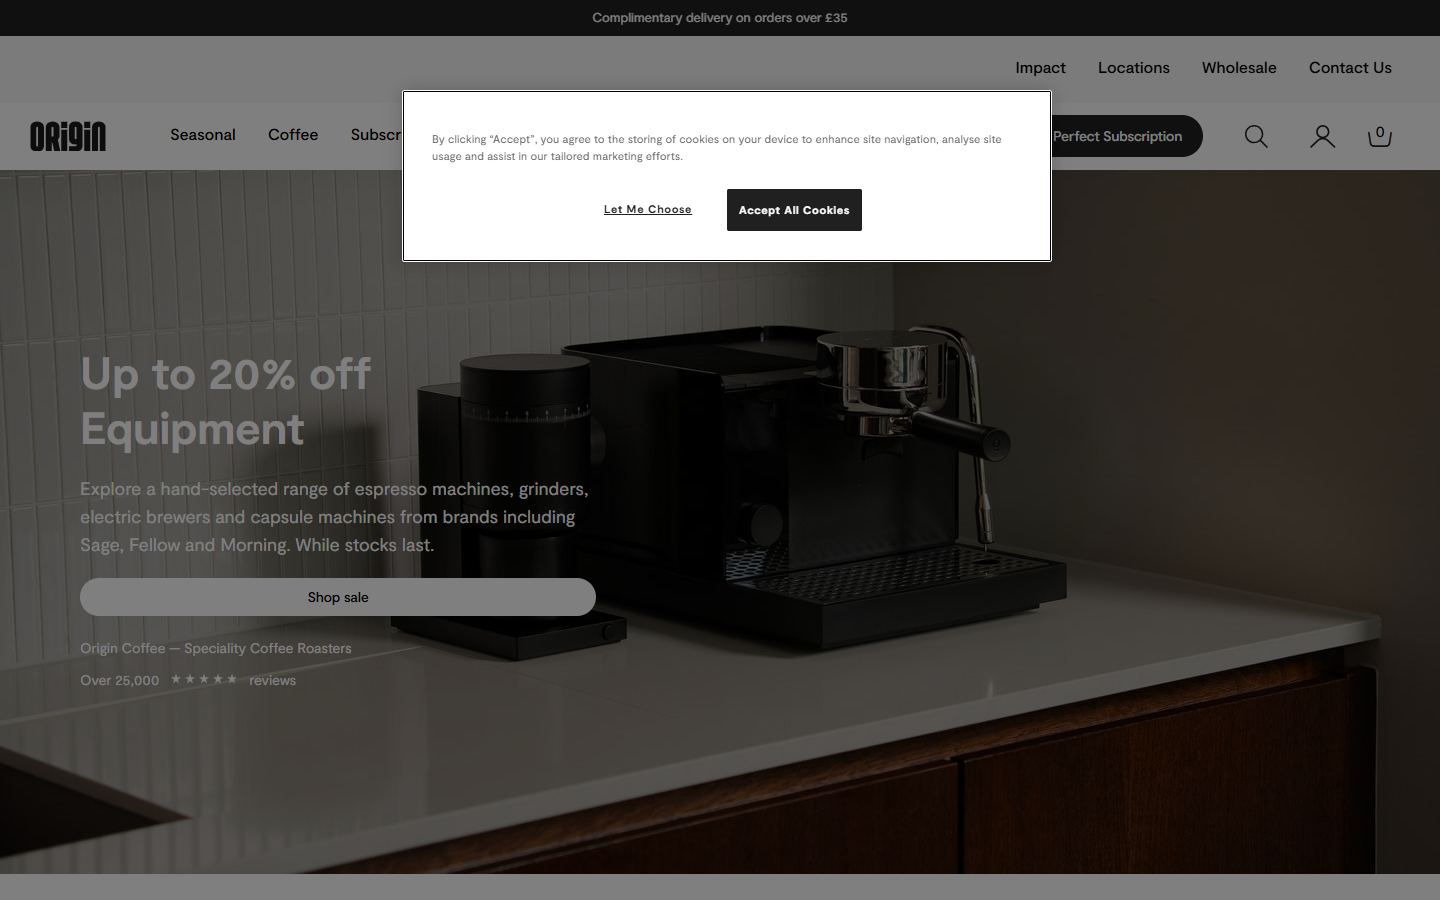 Complimentary delivery on orders over £35
Impact Locations Wholesale Contact Us
ORIGIN
Seasonal Coffee Subscr
Perfect Subscription
0
By clicking “Accept”, you agree to the storing of cookies on your device to enhance site navigation, analyse site
usage and assist in our tailored marketing efforts.
Let Me Choose Accept All Cookies
Up to 20% off
Equipment
Explore a hand-selected range of espresso machines, grinders,
electric brewers and capsule machines from brands including
Sage, Fellow and Morning. While stocks last.
Shop sale
Origin Coffee — Speciality Coffee Roasters
Over 25,000 ★★★★★ reviews